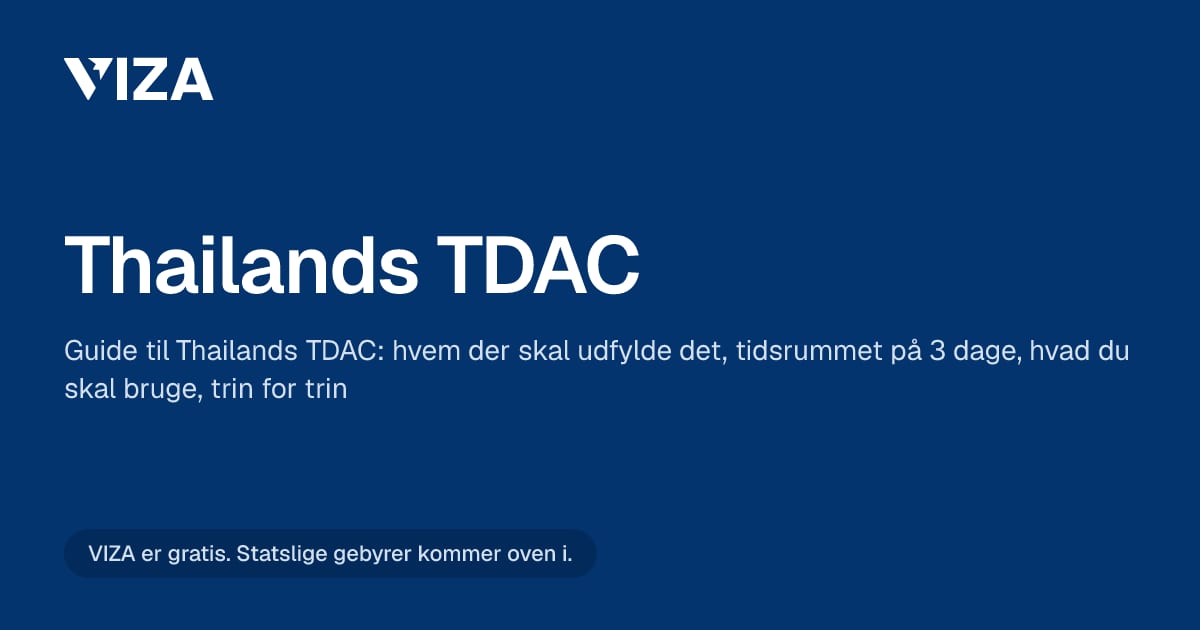 VIZA
Thailands TDAC
Guide til Thailands TDAC: hvem der skal udfylde det, tidsrummet på 3 dage, hvad du
skal bruge, trin for trin
VIZA er gratis. Statslige gebyrer kommer oven i.